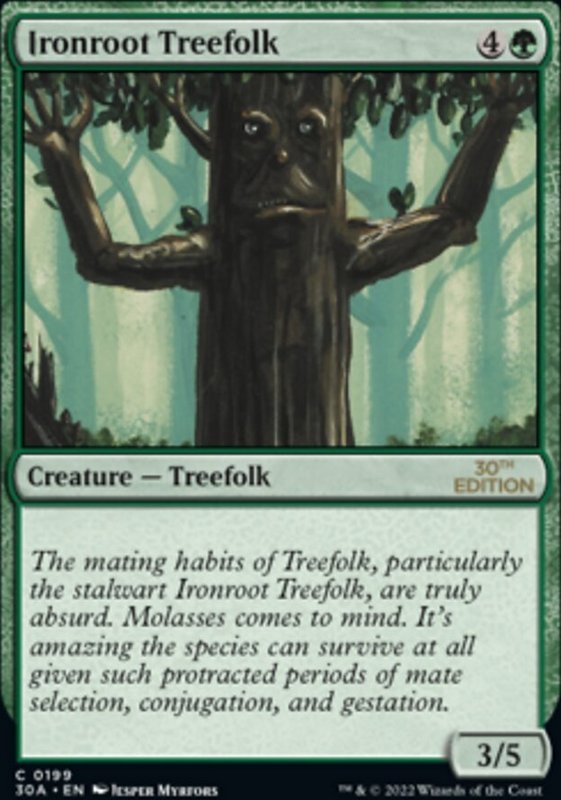 Ironroot Treefolk 4
Creature — Treefolk
30TH
EDITION
The mating habits of Treefolk, particularly
the stalwart Ironroot Treefolk, are truly
absurd. Molasses comes to mind. It's
amazing the species can survive at all
given such protracted periods of mate
selection, conjugation, and gestation.
3/5
C 0199
30A • EN Jesper Myrfors
™ & © 2022 Wizards of the Coast